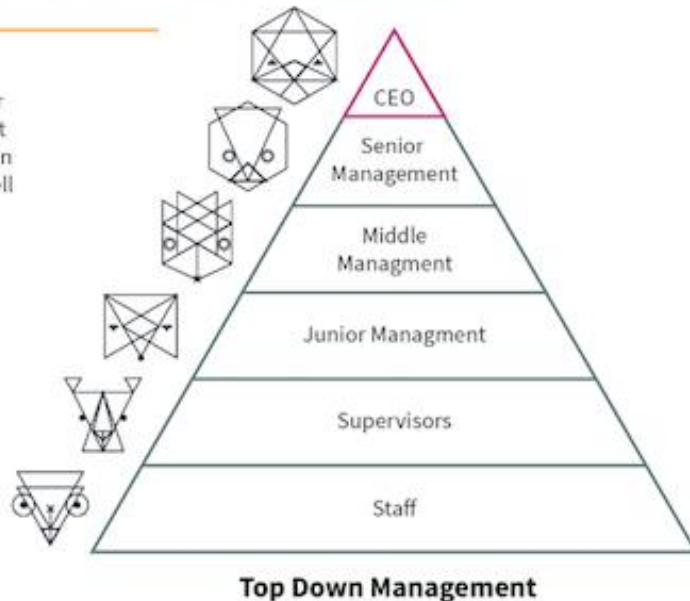 CEO
Senior
Management
Middle
Managment
Junior Managment
Supervisors
Staff
Top Down Management